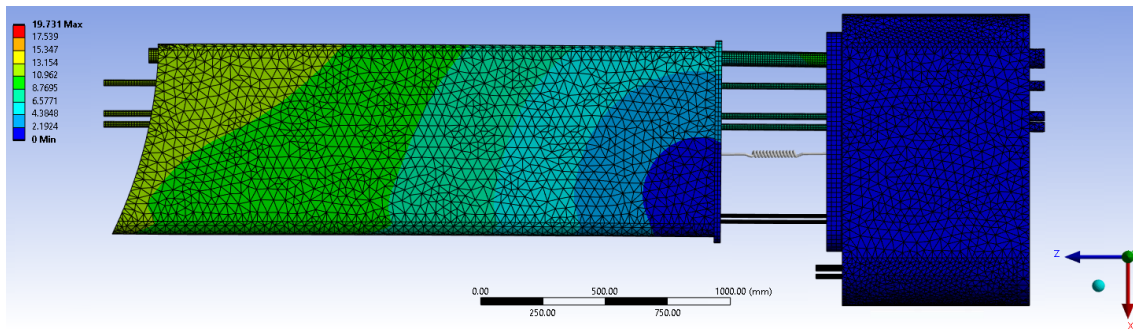 19.731 Max
17.539
15.347
13.154
10.962
8.7695
6.5771
4.3848
2.1924
0 Min
Z
X
0.00 500.00 1000.00 (mm)
250.00 750.00